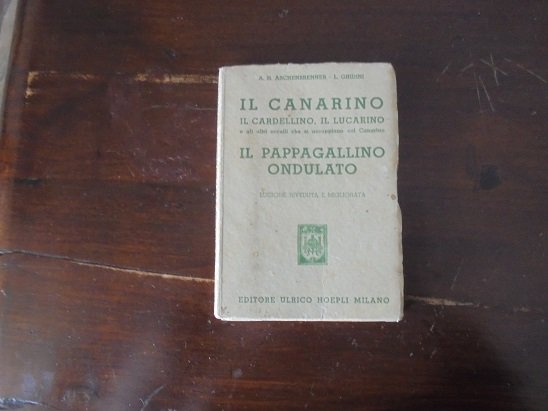 A. H. ASCHENBRENNER - L. GHIDINI
IL CANARINO
IL CARDELLINO, IL LUCARINO
e gli altri uccelli che si accoppiano col Canarino
IL PAPPAGALLINO
ONDULATO
EDIZIONE RIVEDUTA E MIGLIORATA
EDITORE ULRICO HOEPLI MILANO